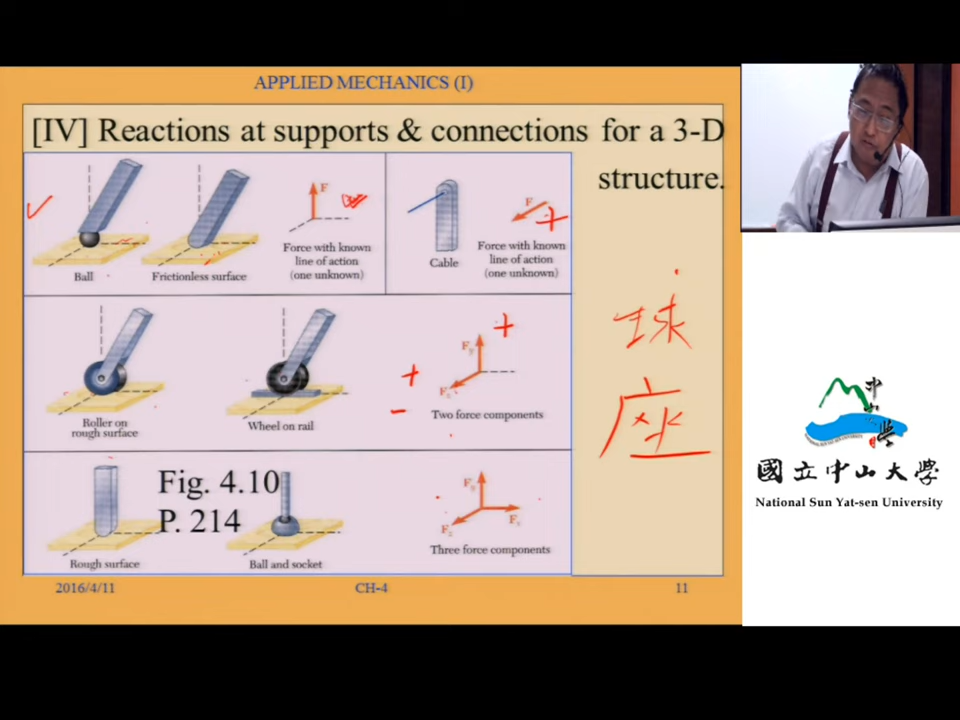 APPLIED MECHANICS (I)
[IV] Reactions at supports & connections for a 3-D
structure.
F
Force with known
line of action
(one unknown)
Ball
Frictionless surface
F
Force with known
line of action
(one unknown)
Cable
球
座
Fy
Fz
Two force components
Roller on
rough surface
Wheel on rail
Fig. 4.10
P. 214
Fy
Fx
Fz
Three force components
Rough surface
Ball and socket
2016/4/11
CH-4
11
國立中山大學
National Sun Yat-sen University